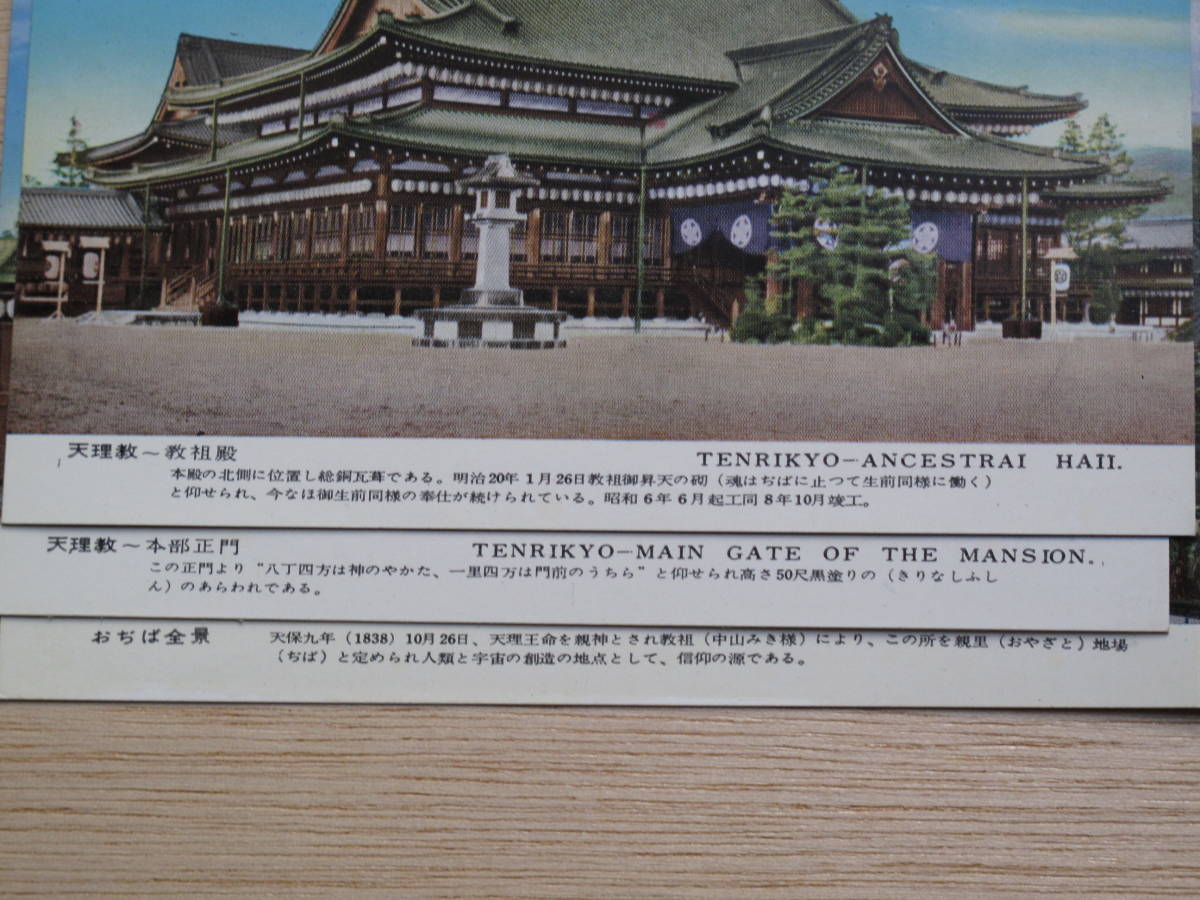 天理教〜教祖殿 TENRIKYO—ANCESTRAI HAII.
本殿の北側に位置し総銅瓦葺である。明治20年1月26日教祖御昇天の砌（魂はぢばに止つて生前同様に働く）
と仰せられ、今なほ御生前同様の奉仕が続けられている。昭和6年6月起工同8年10月竣工。
天理教〜本部正門 TENRIKYO—MAIN GATE OF THE MANSION.
この正門より“八丁四方は神のやかた、一里四方は門前のうちら”と仰せられ高さ50尺黒塗りの（きりなしふし
ん）のあらわれである。
おぢば全景 天保九年（1838）10月26日、天理王命を親神とされ教祖（中山みき様）により、この所を親里（おやざと）地場
（ぢば）と定められ人類と宇宙の創造の地点として、信仰の源である。